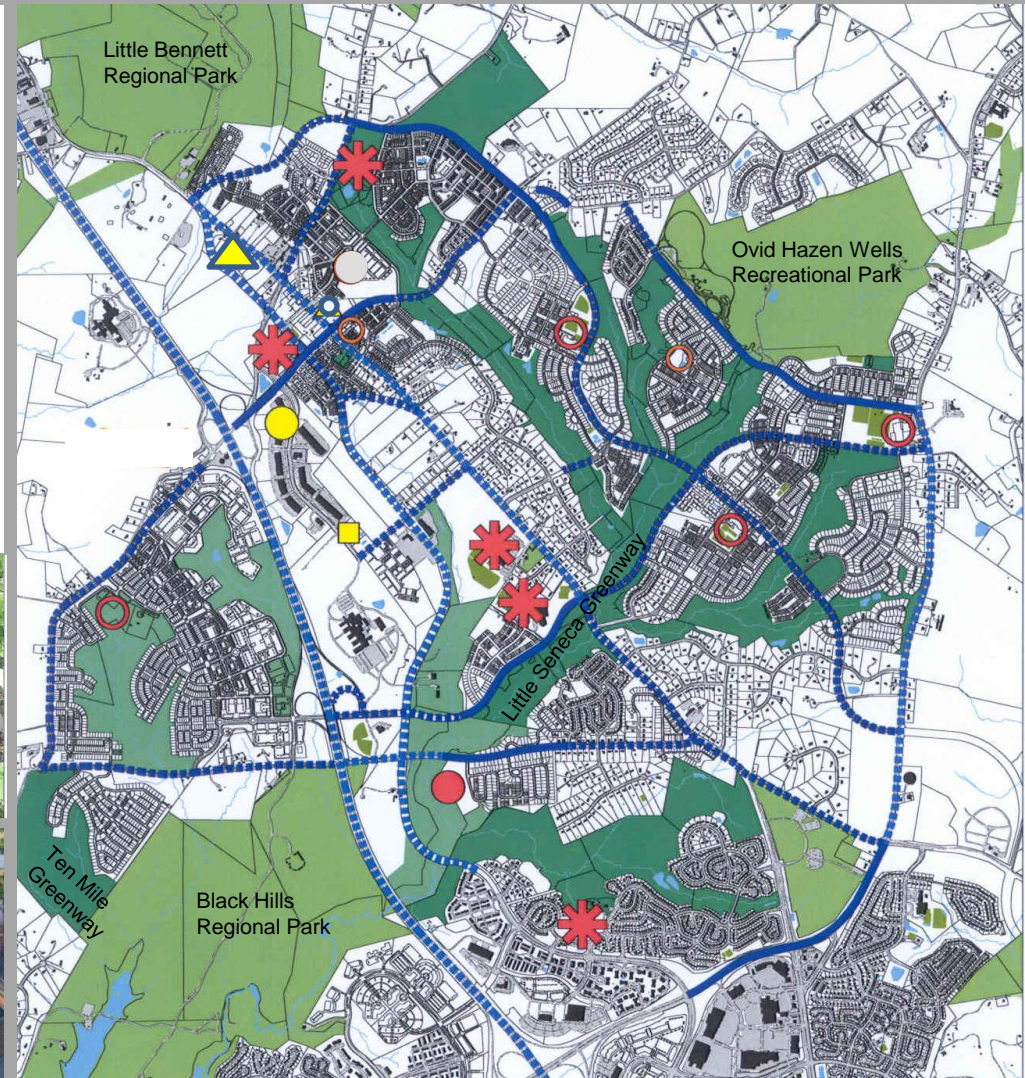 Little Bennett
Regional Park
Ovid Hazen Wells
Recreational Park
Little Seneca Greenway
Ten Mile
Greenway
Black Hills
Regional Park